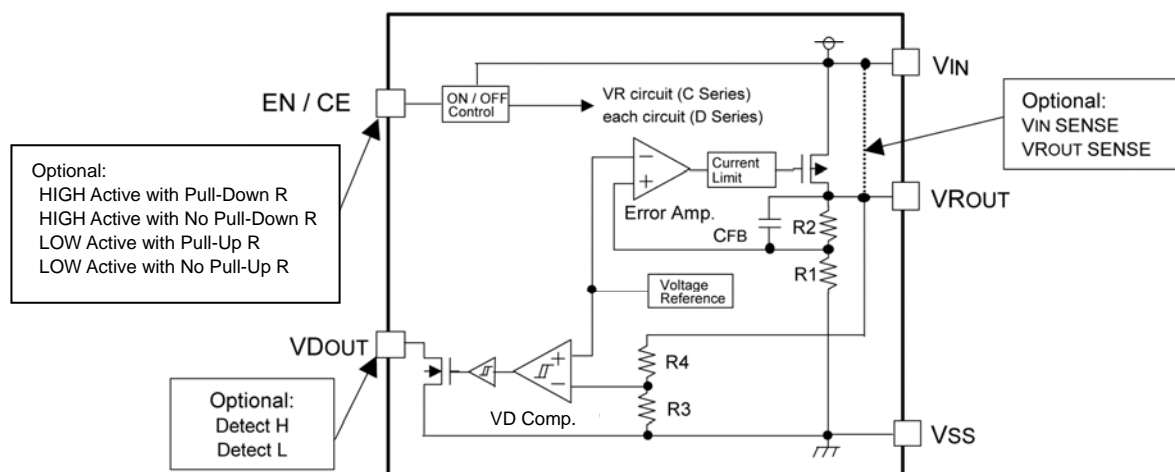 VIN
EN / CE
ON / OFF
Control
VR circuit (C Series)
each circuit (D Series)
Optional:
VIN SENSE
VROUT SENSE
Optional:
HIGH Active with Pull-Down R
HIGH Active with No Pull-Down R
LOW Active with Pull-Up R
LOW Active with No Pull-Up R
−
+
Error Amp.
Current
Limit
VROUT
CFB
R2
R1
Voltage
Reference
VDOUT
+
−
VD Comp.
R4
R3
Optional:
Detect H
Detect L
VSS